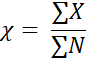 χ = ∑X / ∑N